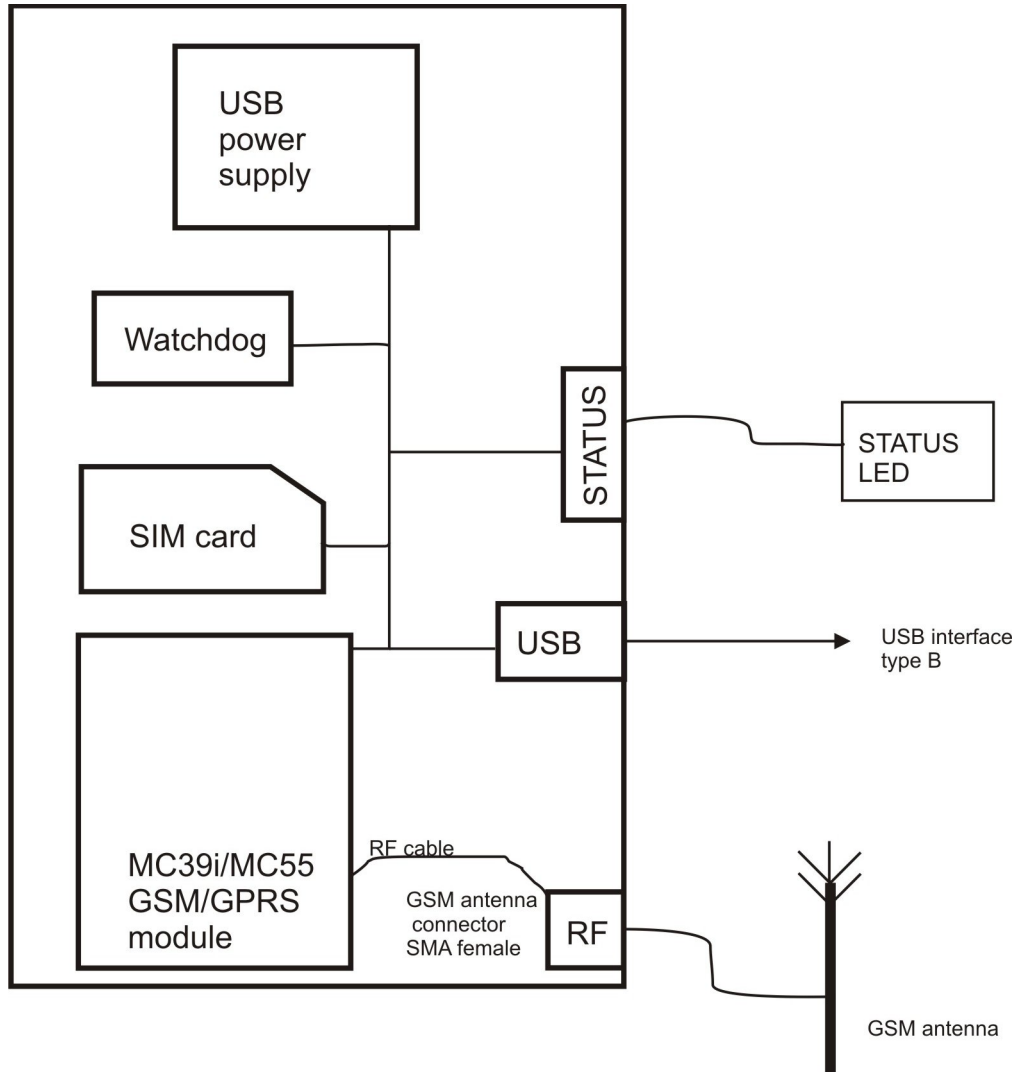 USB
power
supply
Watchdog
STATUS
STATUS
LED
SIM card
USB
USB interface
type B
MC39i/MC55
GSM/GPRS
module
RF cable
GSM antenna
connector
SMA female
RF
GSM antenna